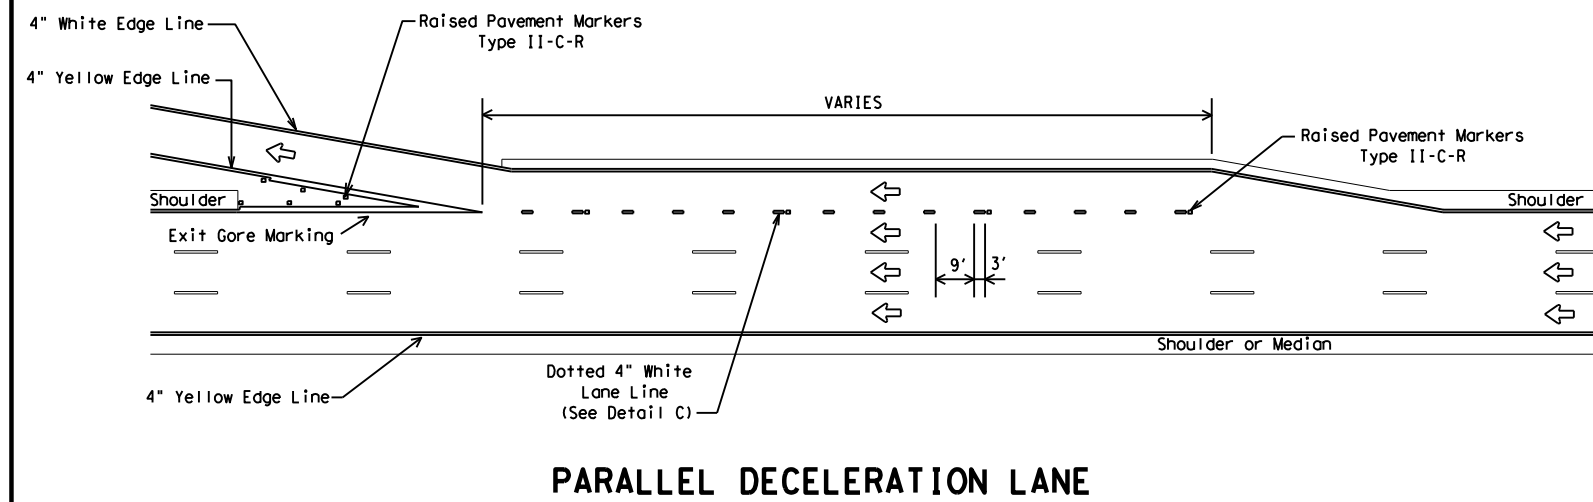 4" White Edge Line
Raised Pavement Markers
Type II-C-R
4" Yellow Edge Line
VARIES
Raised Pavement Markers
Type II-C-R
Shoulder
Shoulder
Exit Gore Marking
9'
3'
Shoulder or Median
Dotted 4" White
Lane Line
(See Detail C)
4" Yellow Edge Line
PARALLEL DECELERATION LANE